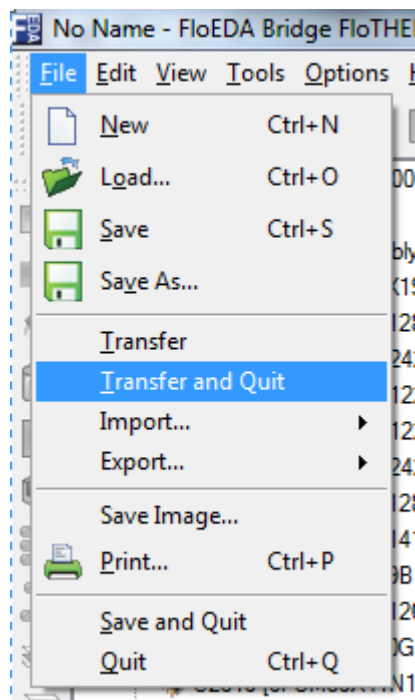 EDA No Name - FloEDA Bridge FloTHE
File Edit View Tools Options
New Ctrl+N
Load... Ctrl+O
Save Ctrl+S
Save As...
Transfer
Transfer and Quit
Import...
Export...
Save Image...
Print... Ctrl+P
Save and Quit
Quit Ctrl+Q